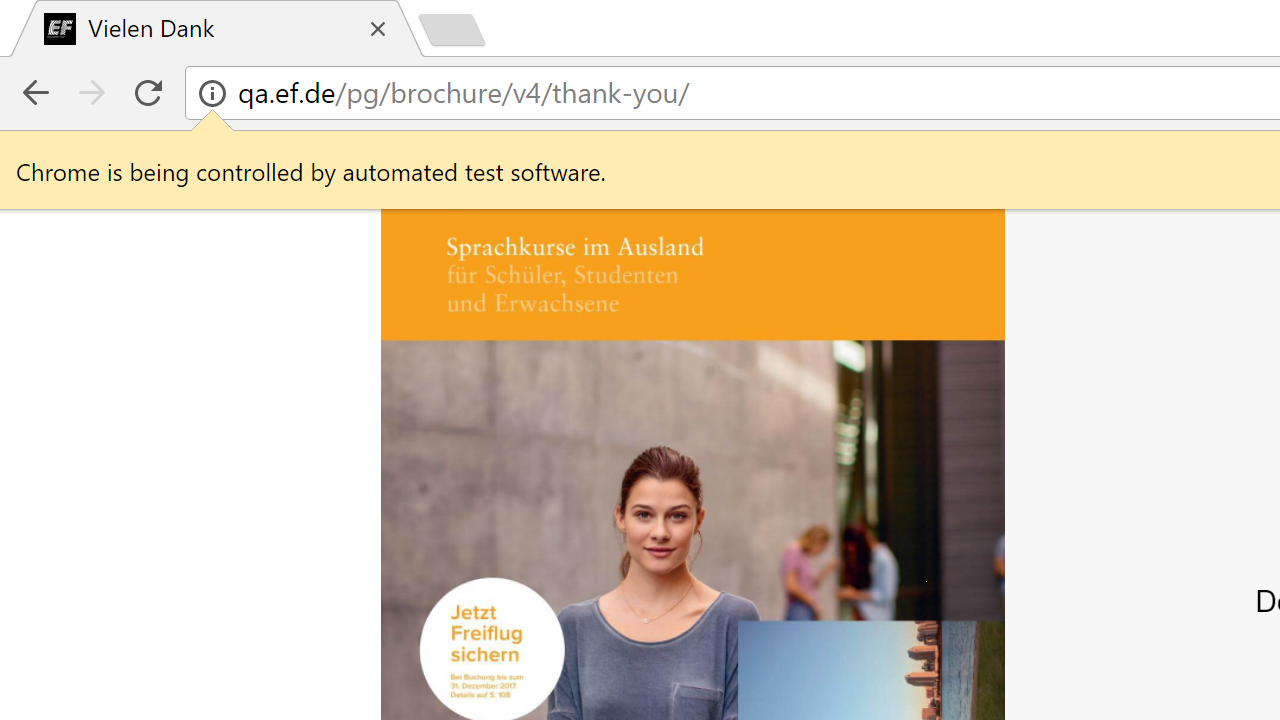 EF
Vielen Dank
qa.ef.de/pg/brochure/v4/thank-you/
Chrome is being controlled by automated test software.
Sprachkurse im Ausland
für Schüler, Studenten
und Erwachsene
Jetzt
Freiflug
sichern
Bei Buchung bis zum
31. Dezember 2017.
Details auf S. 108